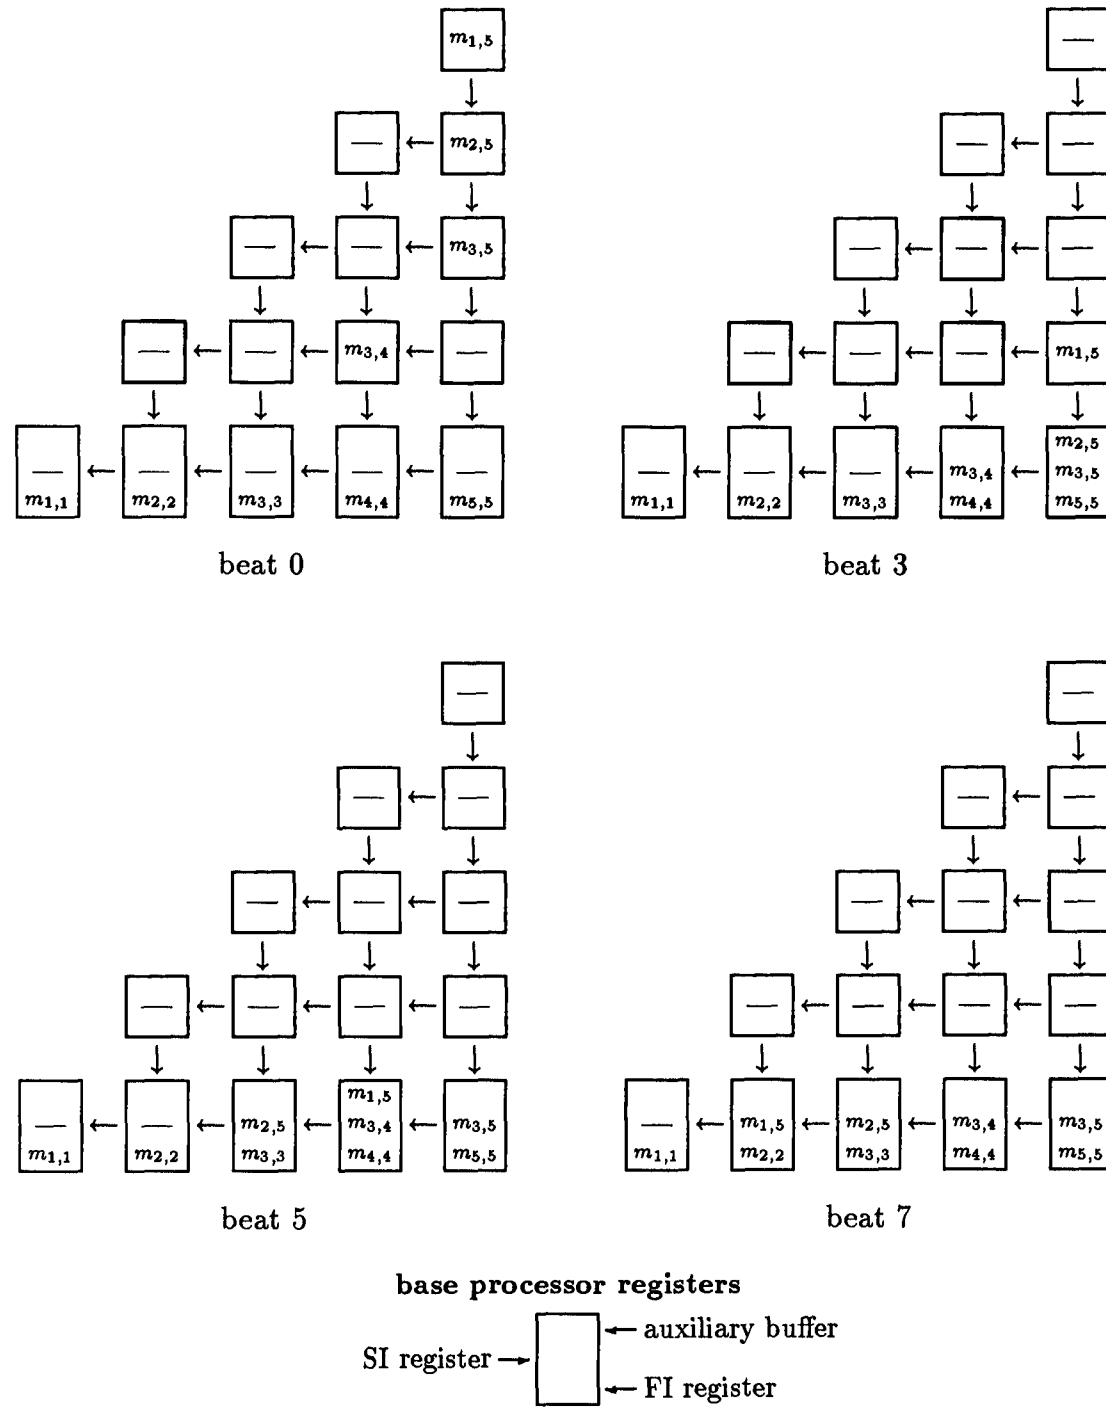 m1,5
—
— m2,5
— —
— — m3,5
— — —
— — m3,4 —
— — — m1,5
— — — — —
m1,1 m2,2 m3,3 m4,4 m5,5
m2,5
— — — m3,4 m3,5
m1,1 m2,2 m3,3 m4,4 m5,5
beat 0
beat 3
—
—
— —
— —
— — —
— — —
— — — —
— — — —
m1,5
— — m2,5 m3,4 m3,5
m1,1 m2,2 m3,3 m4,4 m5,5
— m1,5 m2,5 m3,4 m3,5
m1,1 m2,2 m3,3 m4,4 m5,5
beat 5
beat 7
base processor registers
auxiliary buffer
SI register
FI register